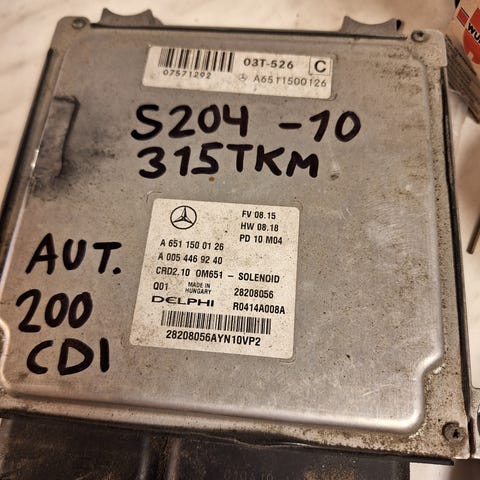 03T-526 C
07571292 A6511500126
S204 -10
315TKM
FV 08.15
HW 08.18
PD 10 M04
A 651 150 01 26
A 005 446 92 40
CRD2.10 OM651 - SOLENOID
Q01 MADE IN HUNGARY 28208056
DELPHI R0414A008A
28208056AYN10VP2
AUT.
200
CDI